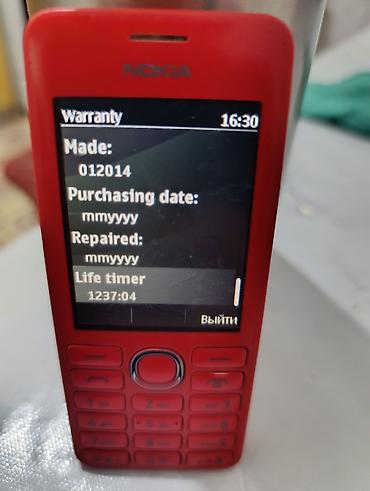 NOKIA
Warranty 16:30
Made:
012014
Purchasing date:
mmyyyy
Repaired:
mmyyyy
Life timer
1237:04
Выйти